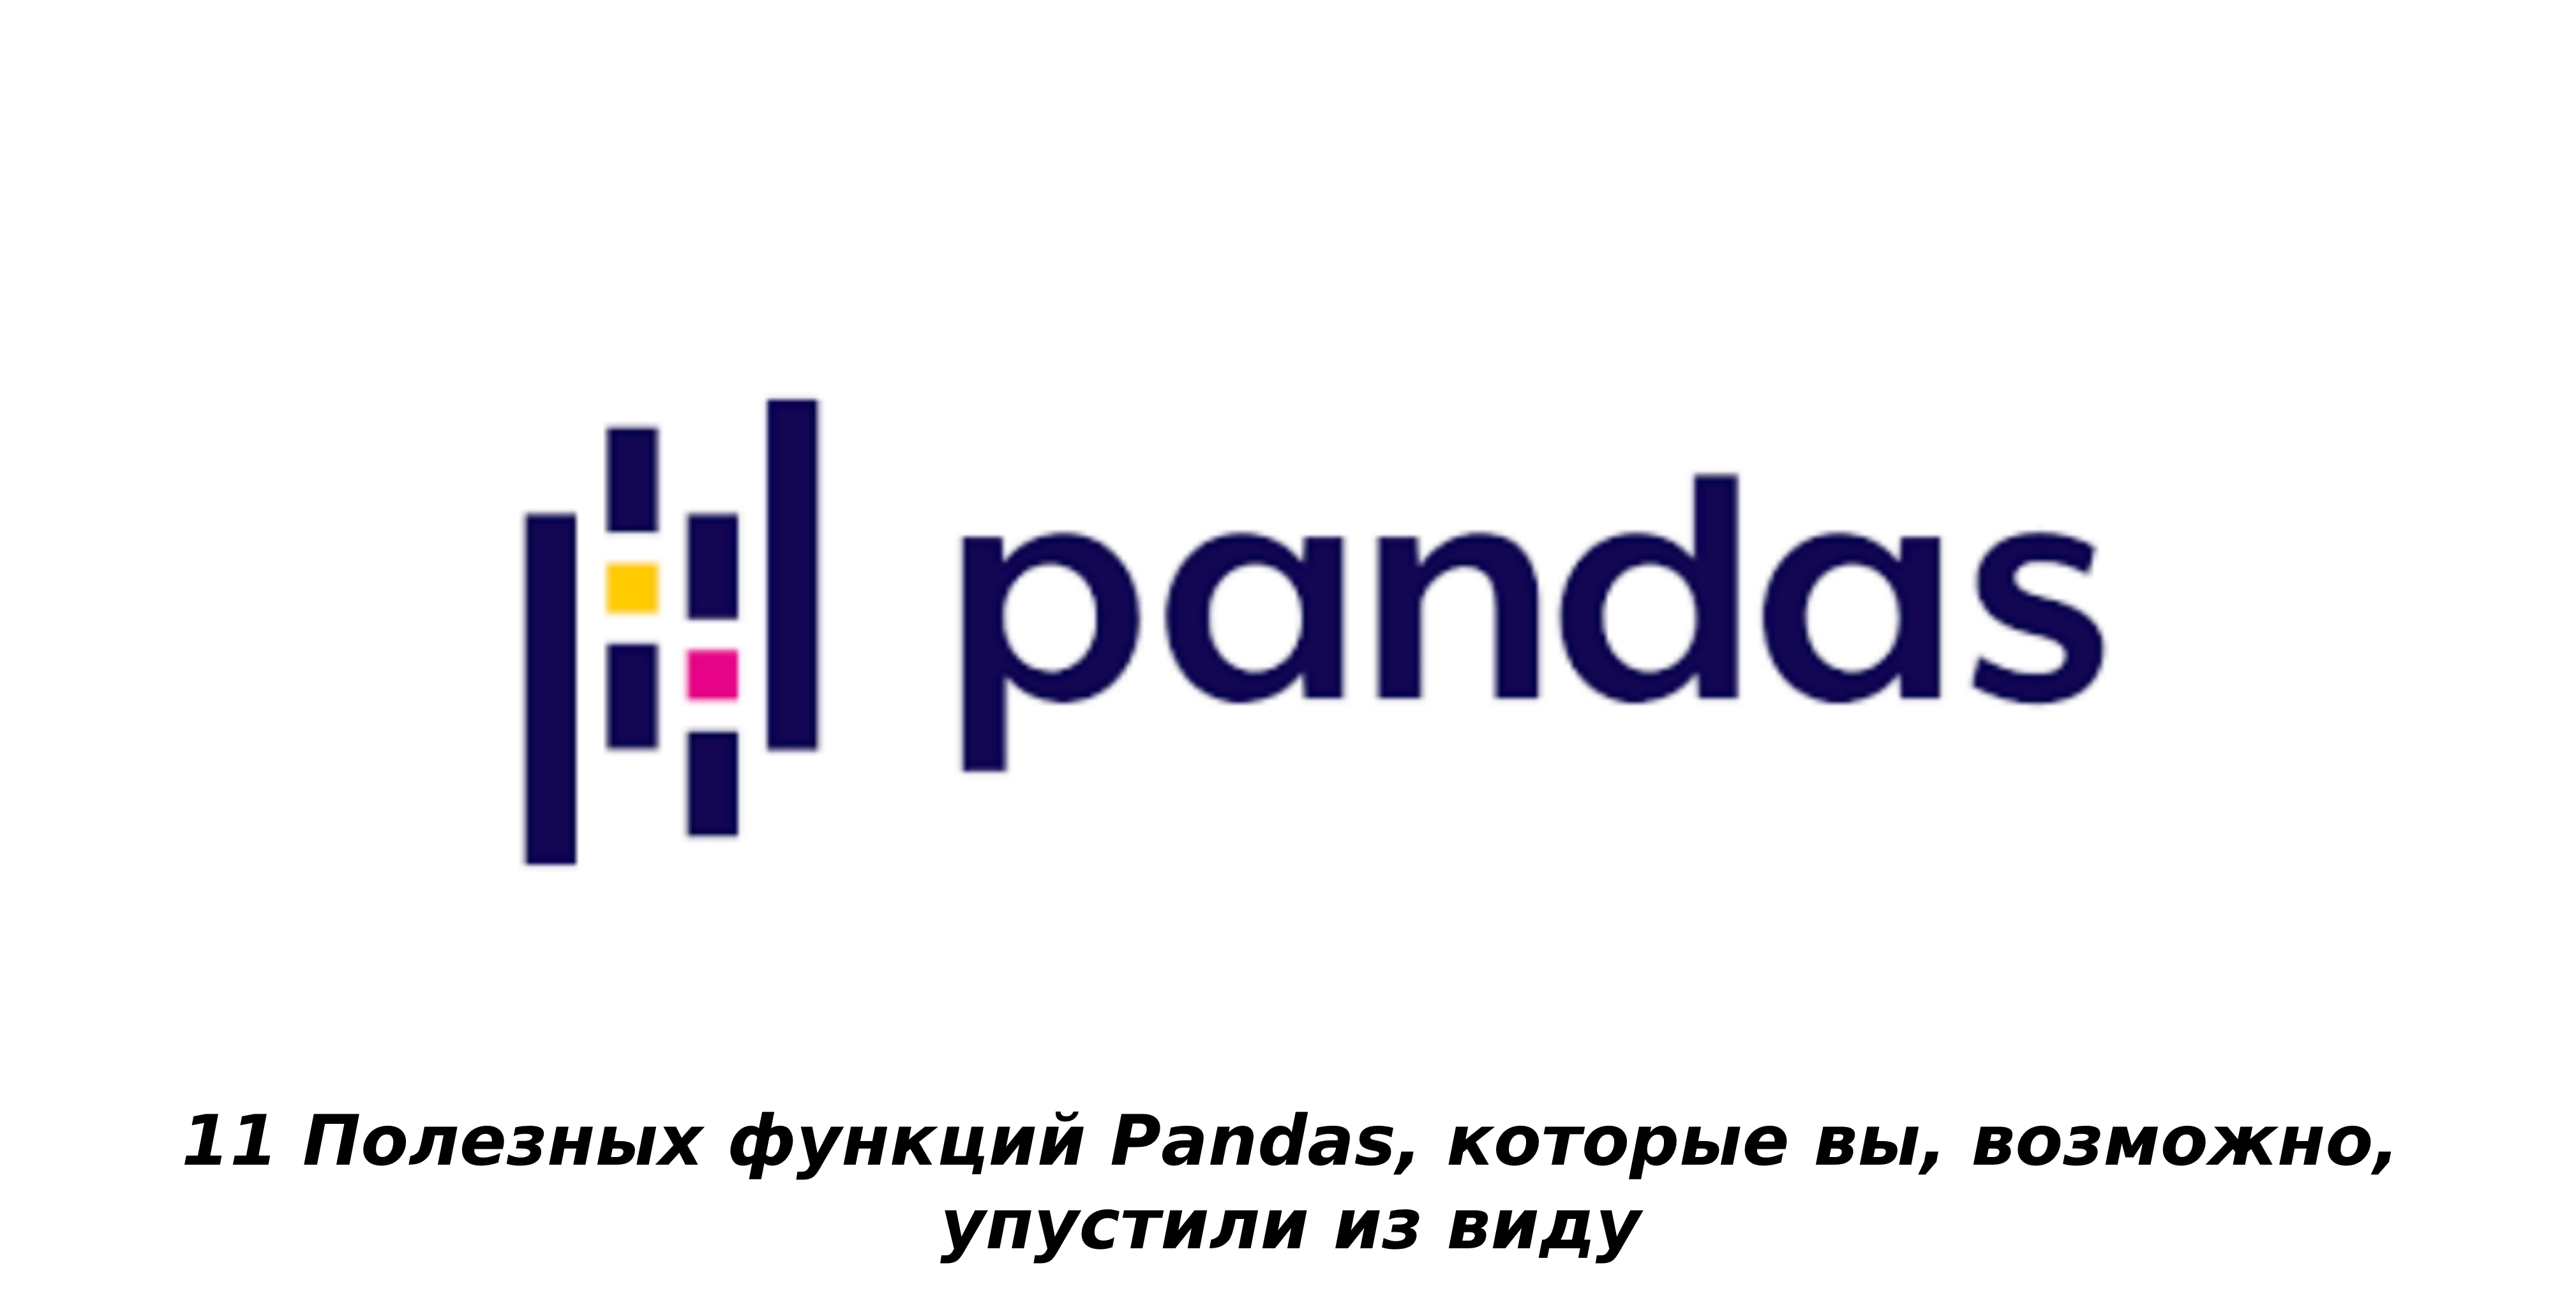 pandas
11 Полезных функций Pandas, которые вы, возможно,
упустили из виду